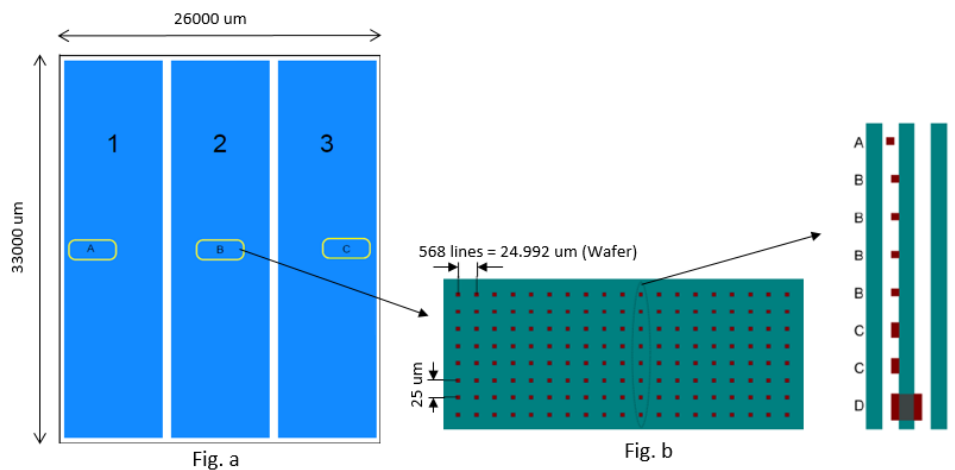 26000 um
33000 um
1
2
3
A
B
C
Fig. a
568 lines = 24.992 um (Wafer)
25 um
Fig. b
A
B
B
B
B
C
C
D